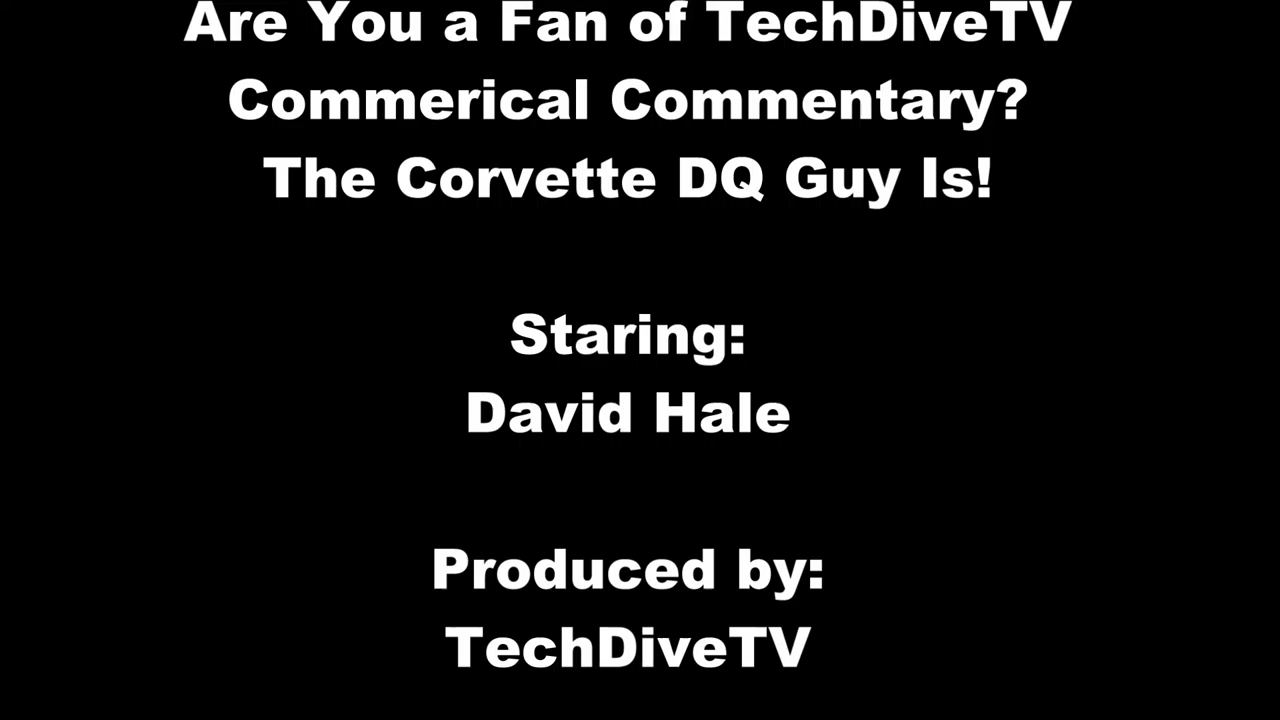 Are You a Fan of TechDiveTV
Commerical Commentary?
The Corvette DQ Guy Is!
Staring:
David Hale
Produced by:
TechDiveTV